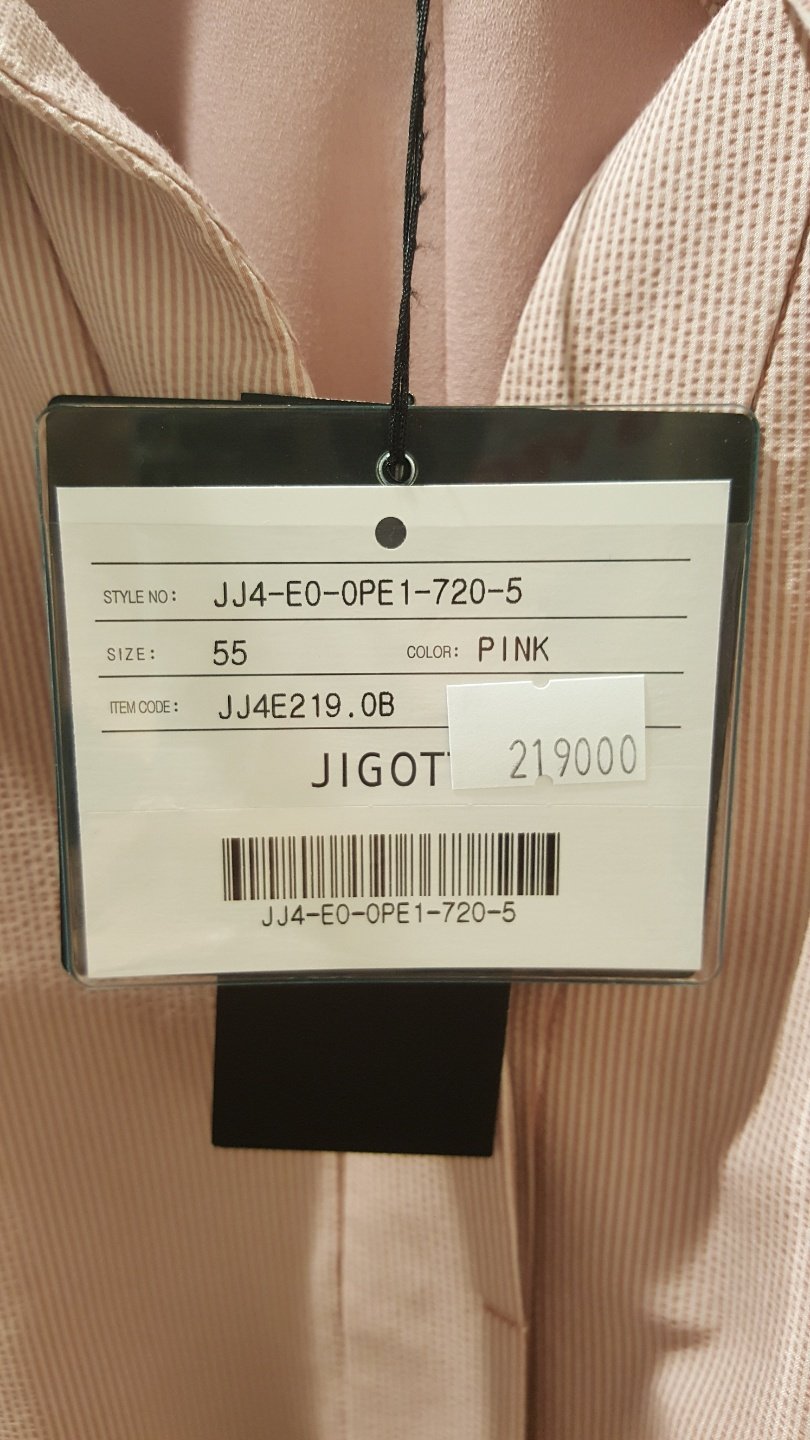 STYLE NO: JJ4-E0-0PE1-720-5
SIZE: 55 COLOR: PINK
ITEM CODE: JJ4E219.0B
219000
JJ4-E0-0PE1-720-5